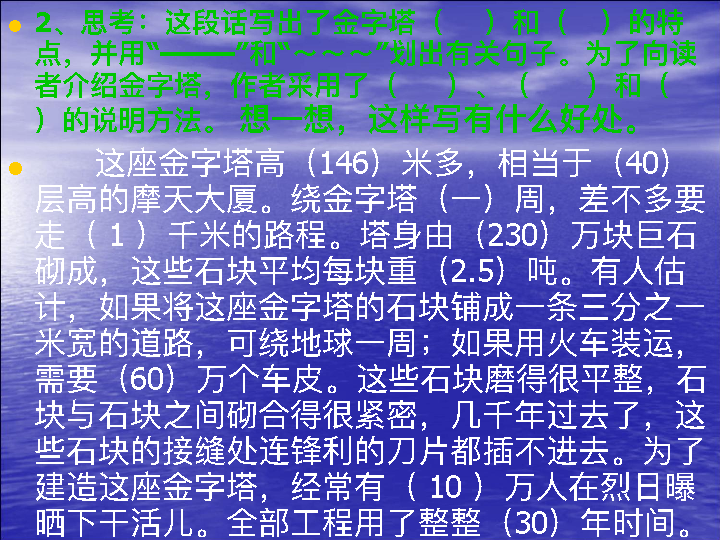 2、思考：这段话写出了金字塔（　）和（　）的特
点，并用“———”和“～～～”划出有关句子。为了向读
者介绍金字塔，作者采用了（　）、（　）和（
）的说明方法。 想一想，这样写有什么好处。
这座金字塔高（146）米多，相当于（40）
层高的摩天大厦。绕金字塔（一）周，差不多要
走（ 1 ）千米的路程。塔身由（230）万块巨石
砌成，这些石块平均每块重（2.5）吨。有人估
计，如果将这座金字塔的石块铺成一条三分之一
米宽的道路，可绕地球一周；如果用火车装运，
需要（60）万个车皮。这些石块磨得很平整，石
块与石块之间砌合得很紧密，几千年过去了，这
些石块的接缝处连锋利的刀片都插不进去。为了
建造这座金字塔，经常有（ 10 ）万人在烈日曝
晒下干活儿。全部工程用了整整（30）年时间。